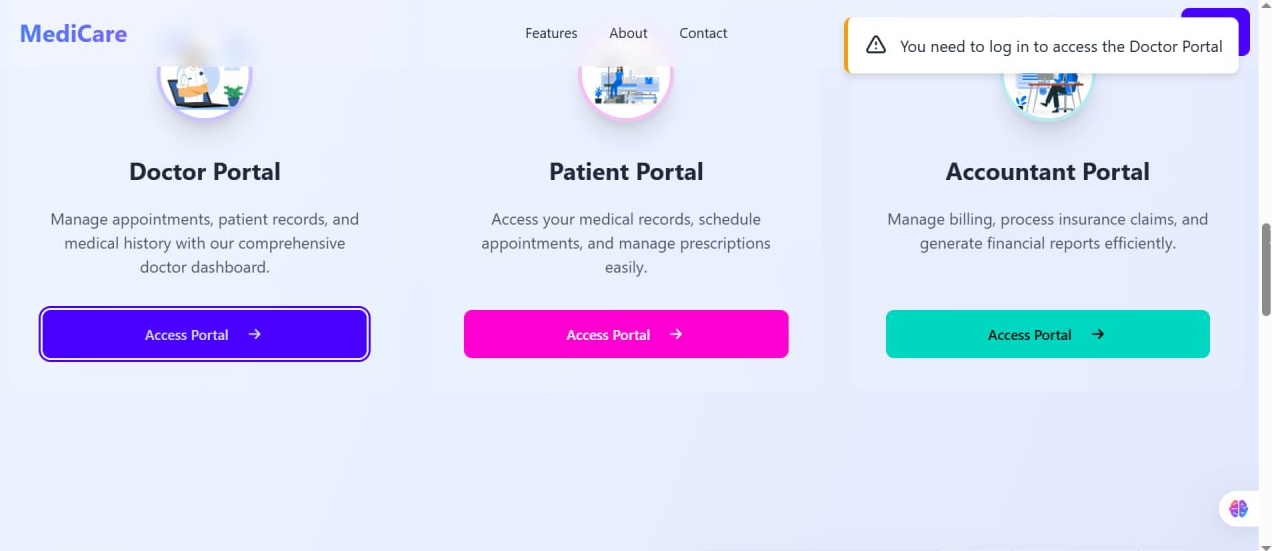 MediCare
Features About Contact
You need to log in to access the Doctor Portal
Doctor Portal
Manage appointments, patient records, and
medical history with our comprehensive
doctor dashboard.
Access Portal →
Patient Portal
Access your medical records, schedule
appointments, and manage prescriptions
easily.
Access Portal →
Accountant Portal
Manage billing, process insurance claims, and
generate financial reports efficiently.
Access Portal →